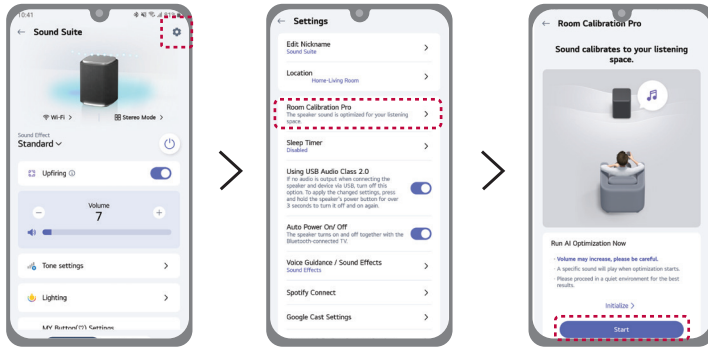 10:41
← Sound Suite
Wi-Fi >
Stereo Mode >
Sound Effect
Standard
Upfiring
Volume
7
Tone settings >
Lighting >
MY Button(♡) Settings
← Settings
Edit Nickname
Sound Suite
Location
Home-Living Room
Room Calibration Pro
The speaker sound is optimized for your listening
space.
Sleep Timer
Disabled
Using USB Audio Class 2.0
If no audio is output when connecting the
speaker and device via USB, turn off this
option. To apply the changed settings, press
and hold the speaker's power button for over
3 seconds to turn it off and on again.
Auto Power On/ Off
The speaker turns on and off together with the
Bluetooth-connected TV.
Voice Guidance / Sound Effects
Sound Effects
Spotify Connect
Google Cast Settings
← Room Calibration Pro
Sound calibrates to your listening
space.
Run AI Optimization Now
· Volume may increase, please be careful.
· A specific sound will play when optimization starts.
· Please proceed in a quiet environment for the best
results.
Initialize >
Start